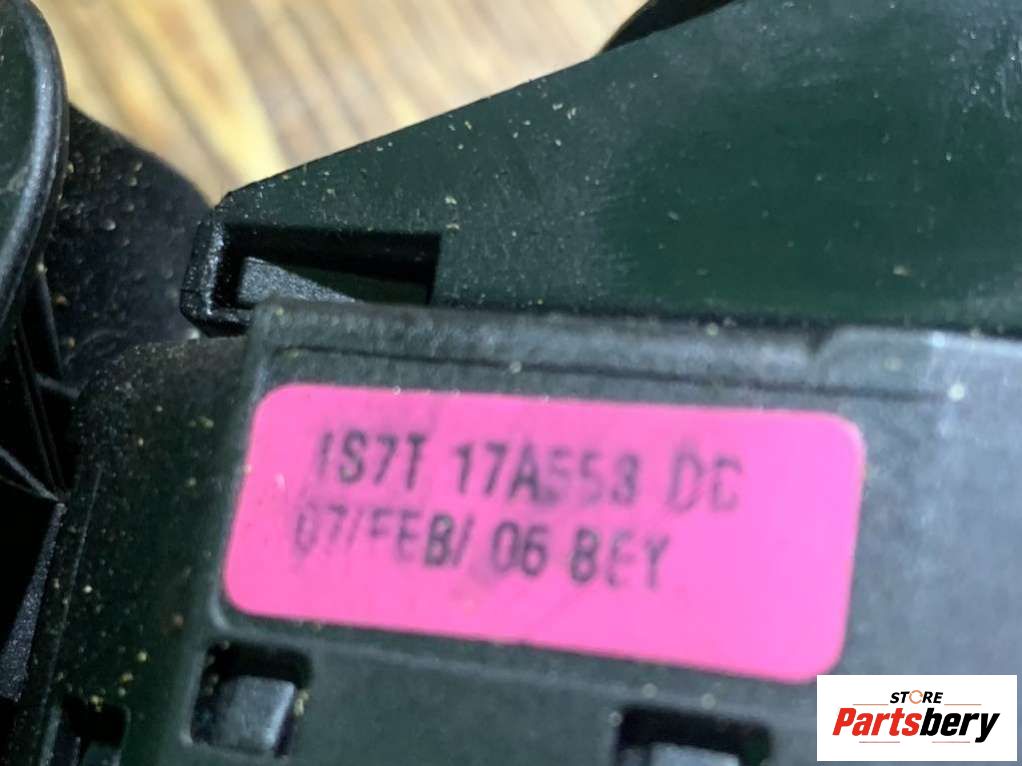 1S7T 17A553 DC
07/FEB/ 06 BEY
STORE
Partsbery